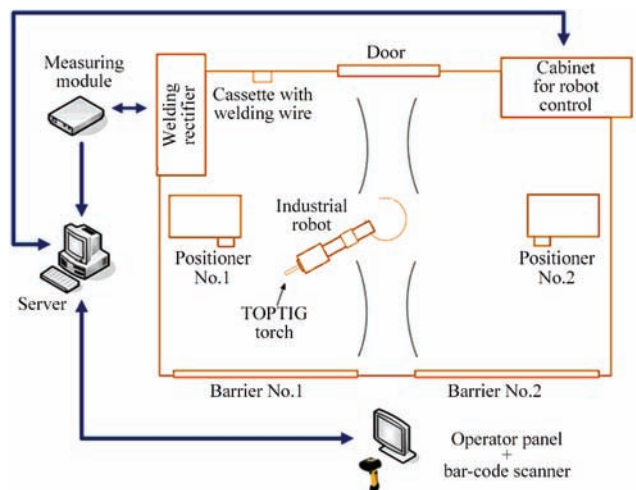 Measuring
module
Welding
rectifier
Cassette with
welding wire
Door
Cabinet
for robot
control
Industrial
robot
Positioner
No.1
Positioner
No.2
Server
TOPTIG
torch
Barrier No.1
Barrier No.2
Operator panel
+
bar-code scanner